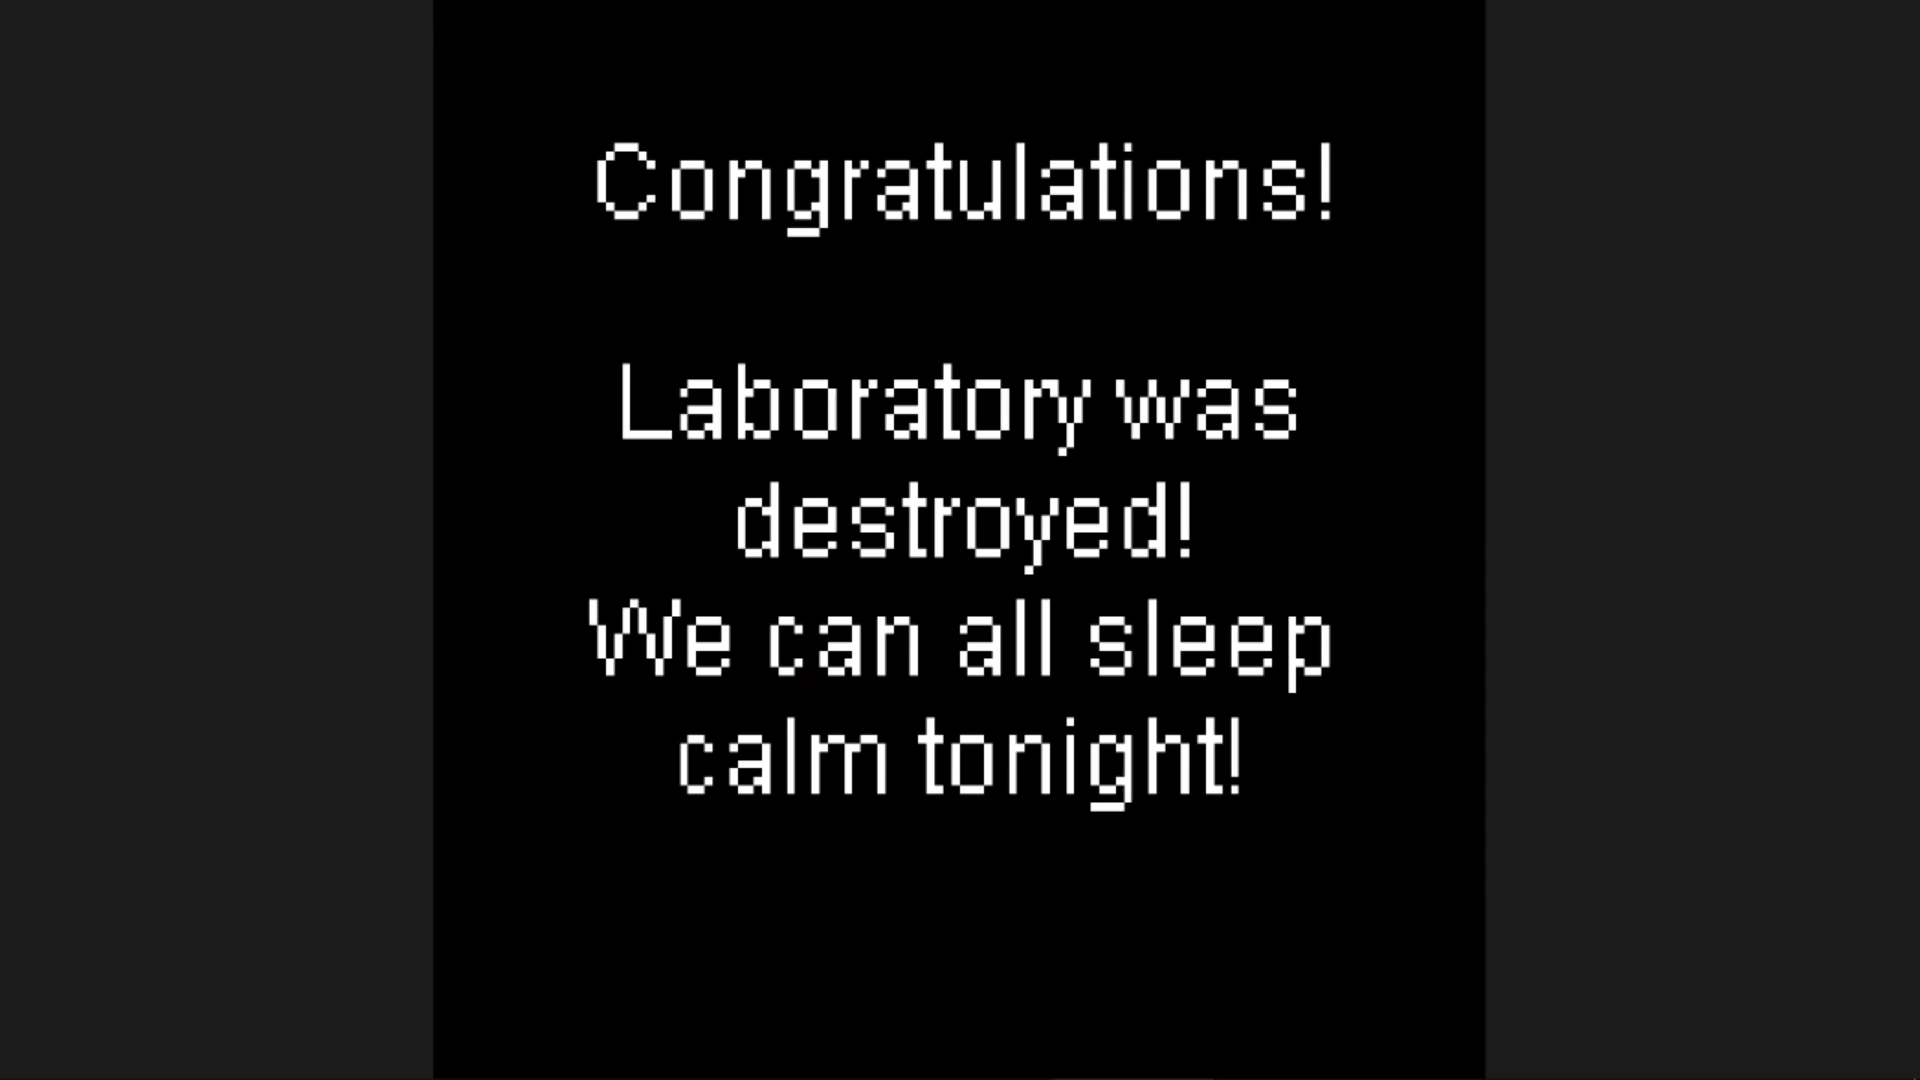 Congratulations!
Laboratory was
destroyed!
We can all sleep
calm tonight!